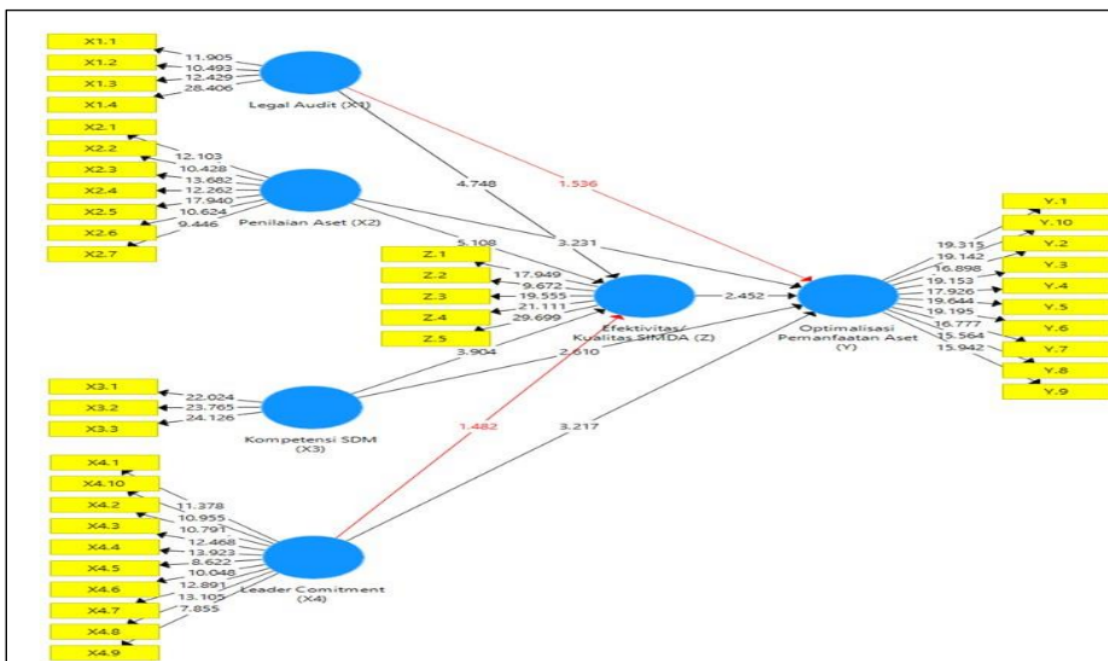 X1.1
X1.2
X1.3
X1.4
11.905
10.493
12.429
28.406
Legal Audit (X1)
X2.1
X2.2
X2.3
X2.4
X2.5
X2.6
X2.7
12.103
10.428
13.682
12.262
17.940
10.624
9.446
Penilaian Aset (X2)
4.748
1.536
5.108
3.231
Z.1
Z.2
Z.3
Z.4
Z.5
17.949
9.672
19.555
21.111
29.699
Efektivitas/
Kualitas SIMDA (Z)
2.452
3.904
2.610
X3.1
X3.2
X3.3
22.024
23.765
24.126
Kompetensi SDM
(X3)
1.482
3.217
X4.1
X4.10
X4.2
X4.3
X4.4
X4.5
X4.6
X4.7
X4.8
X4.9
11.378
10.955
10.791
12.468
13.923
8.622
10.048
12.891
13.105
7.855
Leader Comitment
(X4)
Optimalisasi
Pemanfaatan Aset
(Y)
19.315
19.142
16.898
19.153
17.926
19.644
19.195
16.777
15.564
15.942
Y.1
Y.10
Y.2
Y.3
Y.4
Y.5
Y.6
Y.7
Y.8
Y.9